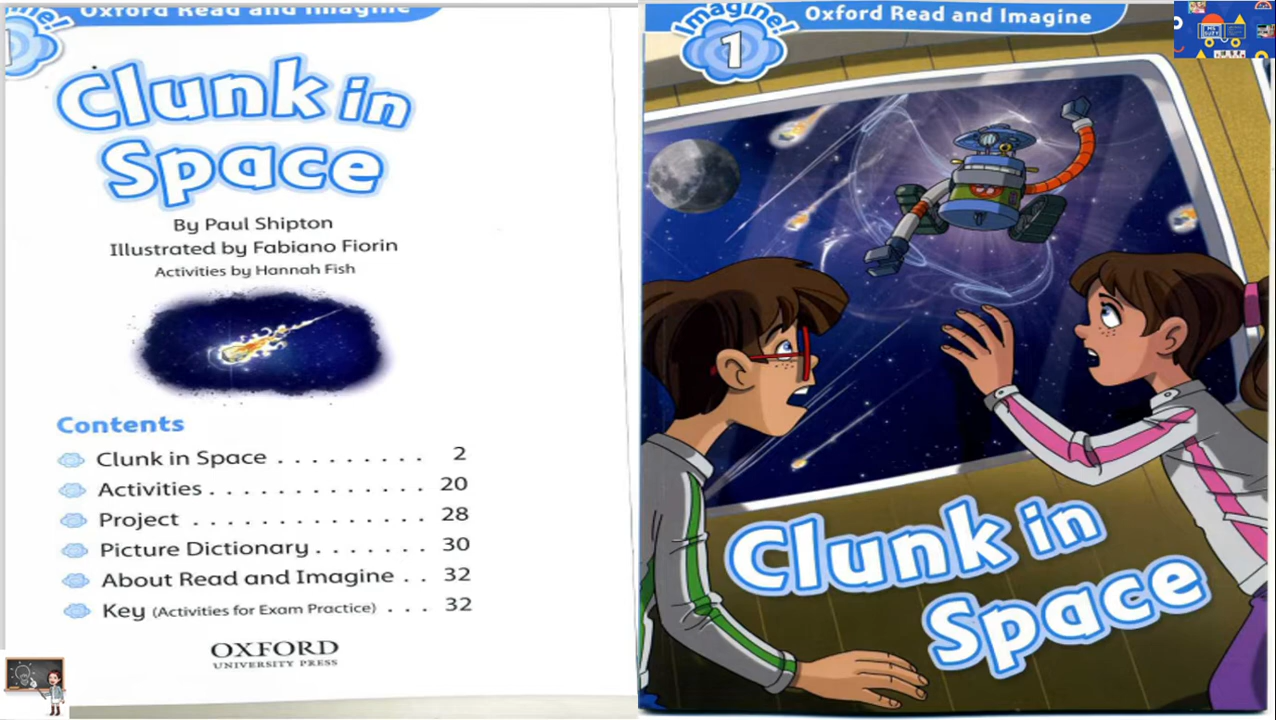 Oxford Read and Imagine
Clunk in
Space
By Paul Shipton
Illustrated by Fabiano Fiorin
Activities by Hannah Fish
Contents
Clunk in Space . . . . . . . . . 2
Activities . . . . . . . . . . . . . 20
Project . . . . . . . . . . . . . . 28
Picture Dictionary . . . . . . . 30
About Read and Imagine . . 32
Key (Activities for Exam Practice) . . . 32
OXFORD
UNIVERSITY PRESS
Imagine!
1
Oxford Read and Imagine
Clunk in
Space